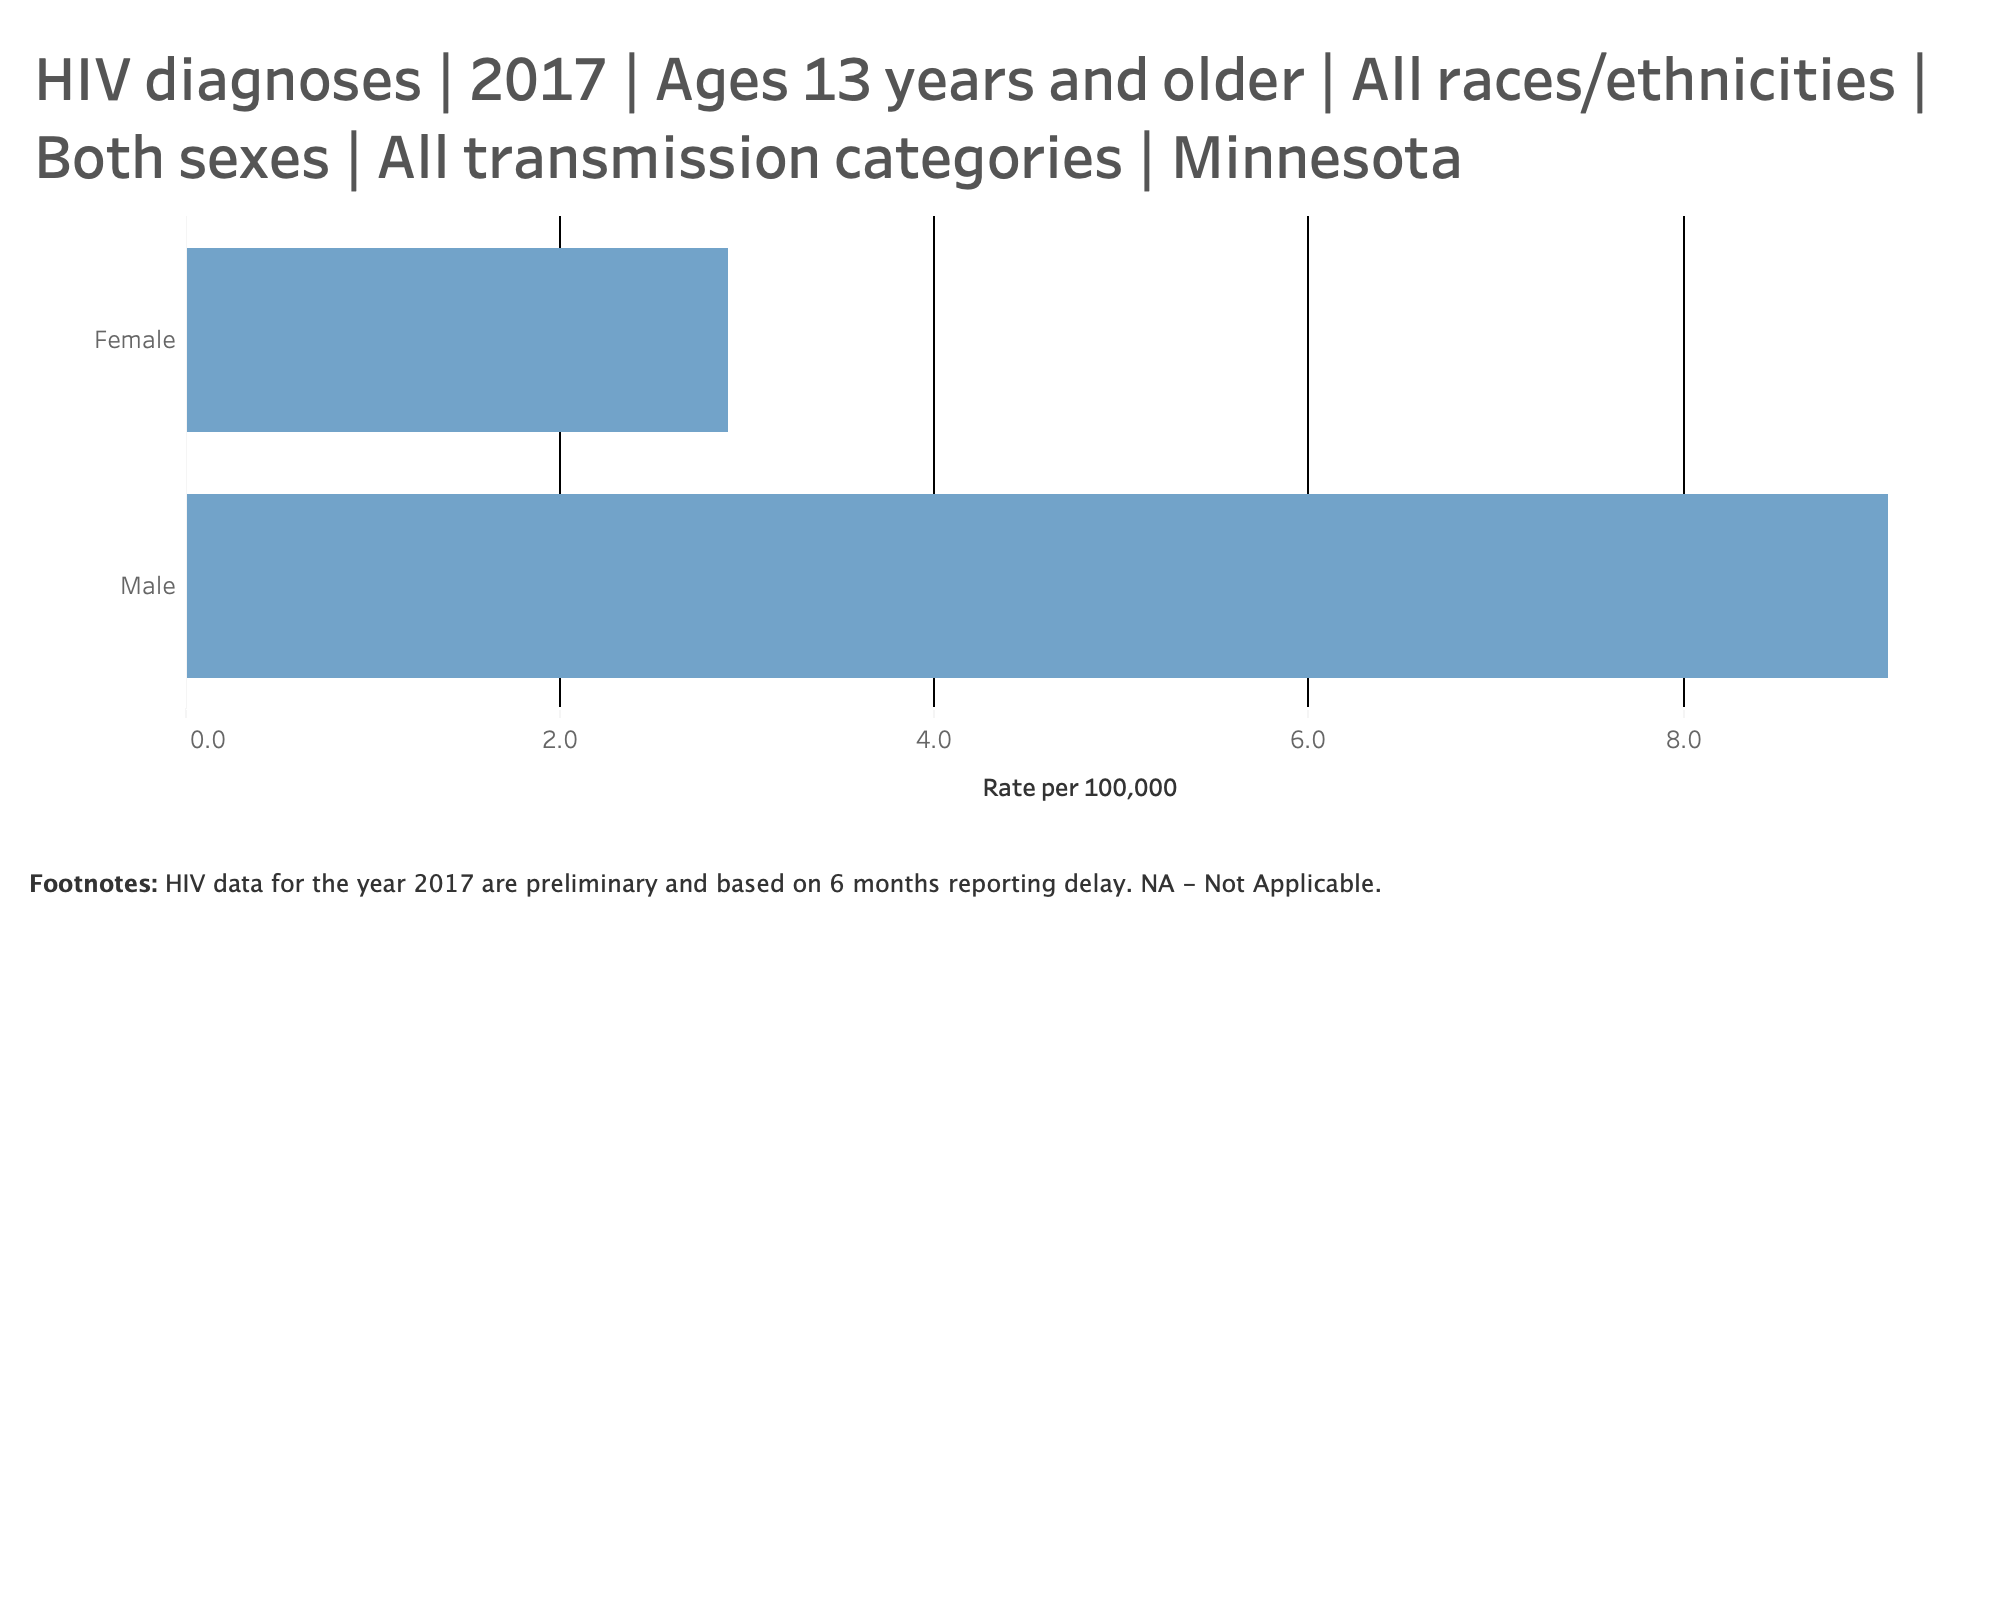 HIV diagnoses | 2017 | Ages 13 years and older | All races/ethnicities |
Both sexes | All transmission categories | Minnesota
Female
Male
0.0 2.0 4.0 6.0 8.0
Rate per 100,000
Footnotes: HIV data for the year 2017 are preliminary and based on 6 months reporting delay. NA – Not Applicable.